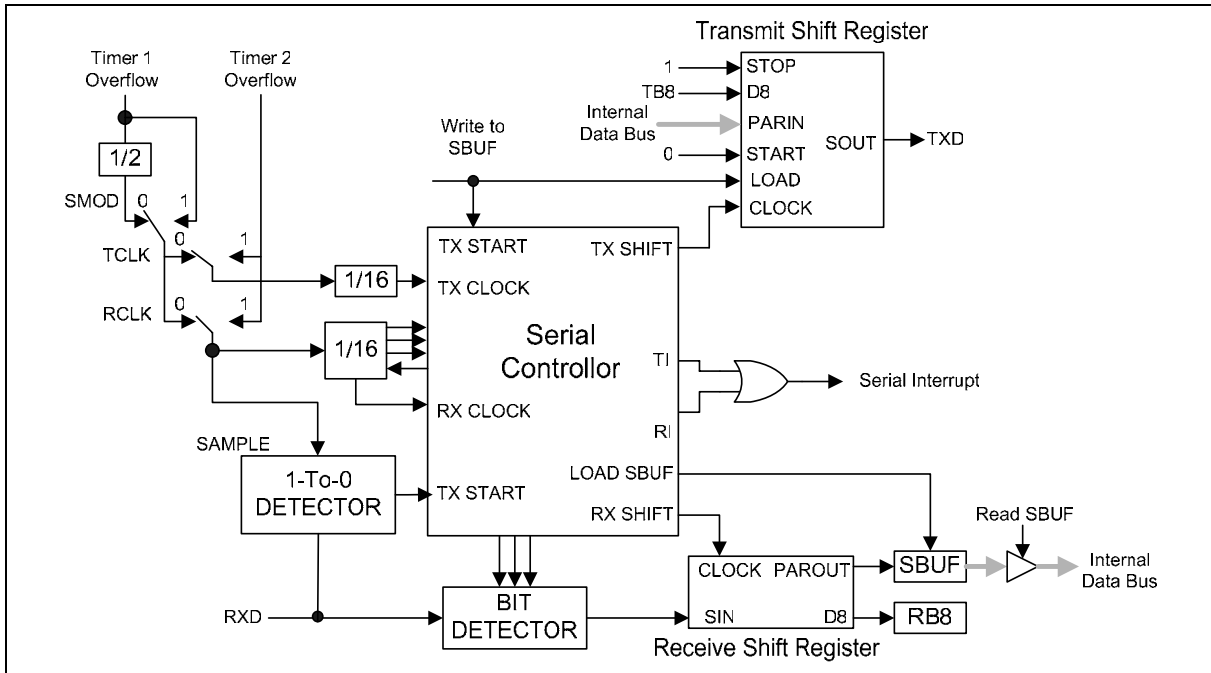 Transmit Shift Register
Timer 1
Overflow
Timer 2
Overflow
1
STOP
TB8
D8
Internal
Data Bus
PARIN
SOUT
TXD
0
START
LOAD
CLOCK
Write to
SBUF
1/2
SMOD
0
1
TCLK
0
1
RCLK
0
1
1/16
1/16
TX START
TX SHIFT
TX CLOCK
Serial
Controllor
TI
RI
Serial Interrupt
RX CLOCK
LOAD SBUF
TX START
RX SHIFT
SAMPLE
1-To-0
DETECTOR
RXD
BIT
DETECTOR
CLOCK
PAROUT
SIN
D8
Receive Shift Register
SBUF
RB8
Read SBUF
Internal
Data Bus